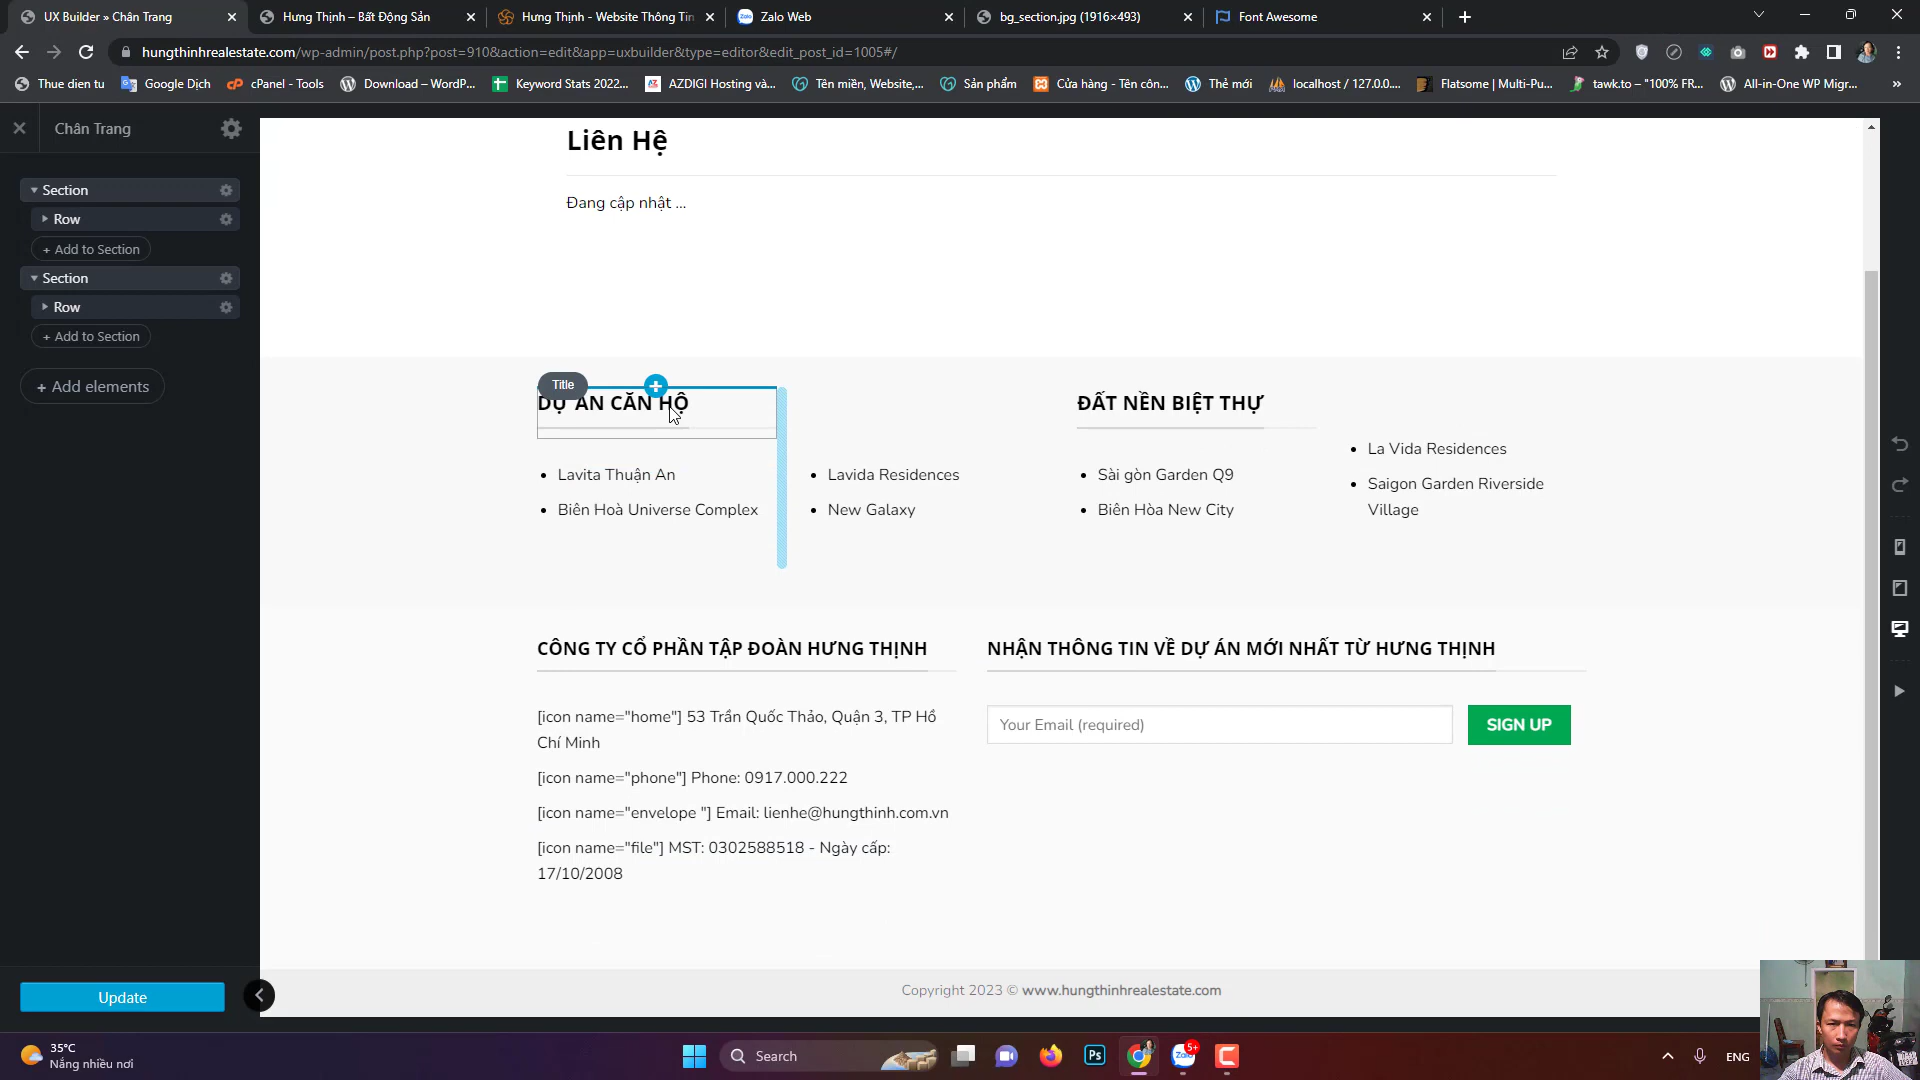 UX Builder » Chân Trang
Hưng Thịnh – Bất Động Sản
Hưng Thịnh - Website Thông Tin
Zalo Web
bg_section.jpg (1916×493)
Font Awesome
hungthinhrealestate.com/wp-admin/post.php?post=910&action=edit&app=uxbuilder&type=editor&edit_post_id=1005#/
Thue dien tu
Google Dịch
cPanel - Tools
Download – WordP...
Keyword Stats 2022...
AZDIGI Hosting và...
Tên miền, Website,...
Sản phẩm
Cửa hàng - Tên côn...
Thẻ mới
localhost / 127.0.0....
Flatsome | Multi-Pu...
tawk.to – "100% FR...
All-in-One WP Migr...
»
Chân Trang
Section
Row
+ Add to Section
Section
Row
+ Add to Section
+ Add elements
Update
Liên Hệ
Đang cập nhật ...
Title
DỰ ÁN CĂN HỘ
Lavita Thuận An
Biên Hoà Universe Complex
Lavida Residences
New Galaxy
ĐẤT NỀN BIỆT THỰ
Sài gòn Garden Q9
Biên Hòa New City
La Vida Residences
Saigon Garden Riverside
Village
CÔNG TY CỔ PHẦN TẬP ĐOÀN HƯNG THỊNH
[icon name="home"] 53 Trần Quốc Thảo, Quận 3, TP Hồ
Chí Minh
[icon name="phone"] Phone: 0917.000.222
[icon name="envelope "] Email: lienhe@hungthinh.com.vn
[icon name="file"] MST: 0302588518 - Ngày cấp:
17/10/2008
NHẬN THÔNG TIN VỀ DỰ ÁN MỚI NHẤT TỪ HƯNG THỊNH
Your Email (required)
SIGN UP
Copyright 2023 © www.hungthinhrealestate.com
35°C
Nắng nhiều nơi
Search
Ps
Zalo
5+
ENG